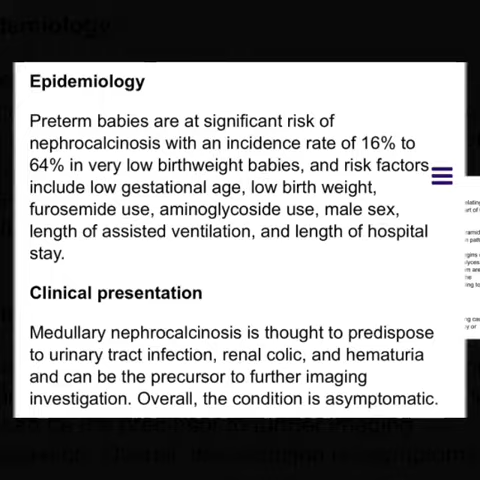 Epidemiology
Preterm babies are at significant risk of
nephrocalcinosis with an incidence rate of 16% to
64% in very low birthweight babies, and risk factors
include low gestational age, low birth weight,
furosemide use, aminoglycoside use, male sex,
length of assisted ventilation, and length of hospital
stay.
Clinical presentation
Medullary nephrocalcinosis is thought to predispose
to urinary tract infection, renal colic, and hematuria
and can be the precursor to further imaging
investigation. Overall, the condition is asymptomatic.